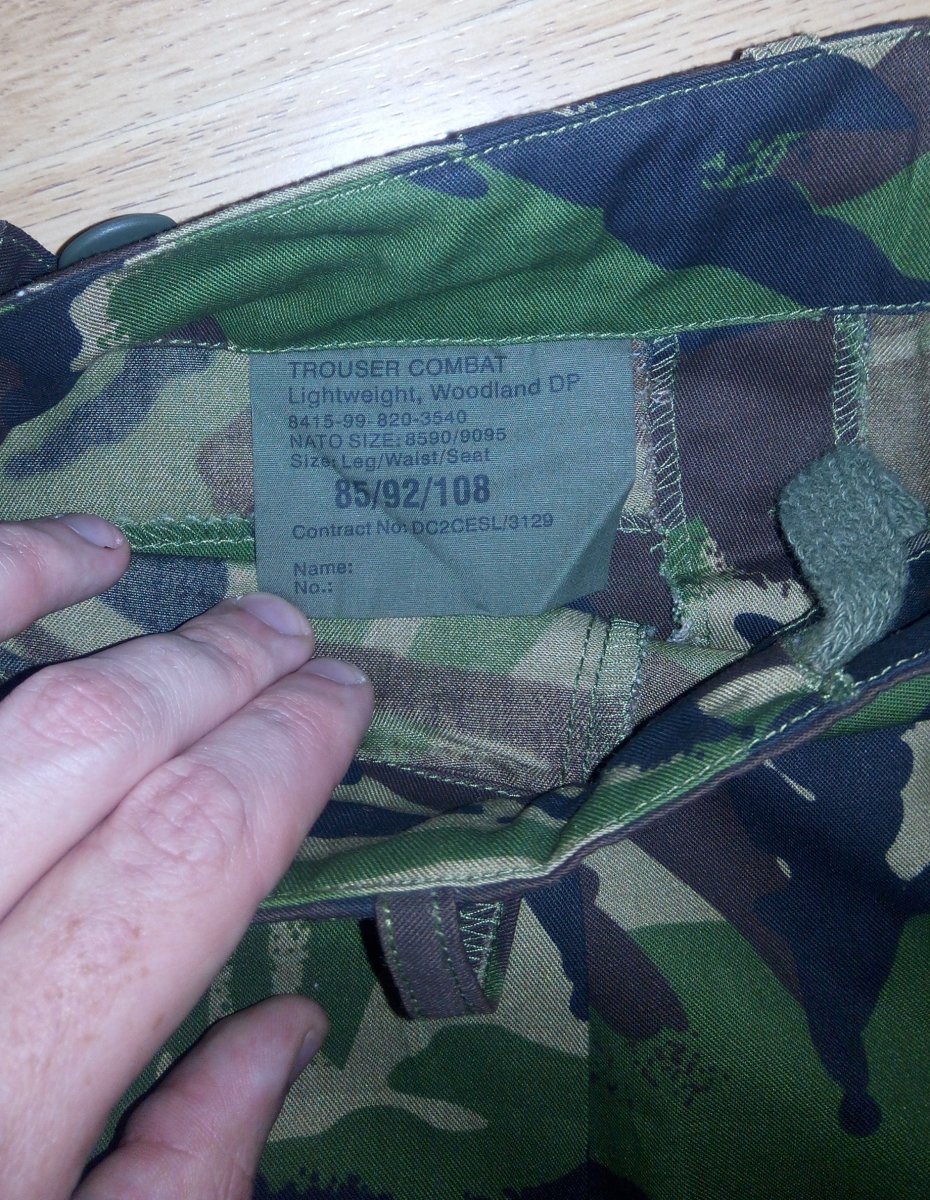 TROUSER COMBAT
Lightweight, Woodland DP
8415-99-820-3540
NATO SIZE: 8590/9095
Size: Leg/Waist/Seat
85/92/108
Contract No: DC2CESL/3129
Name:
No.: